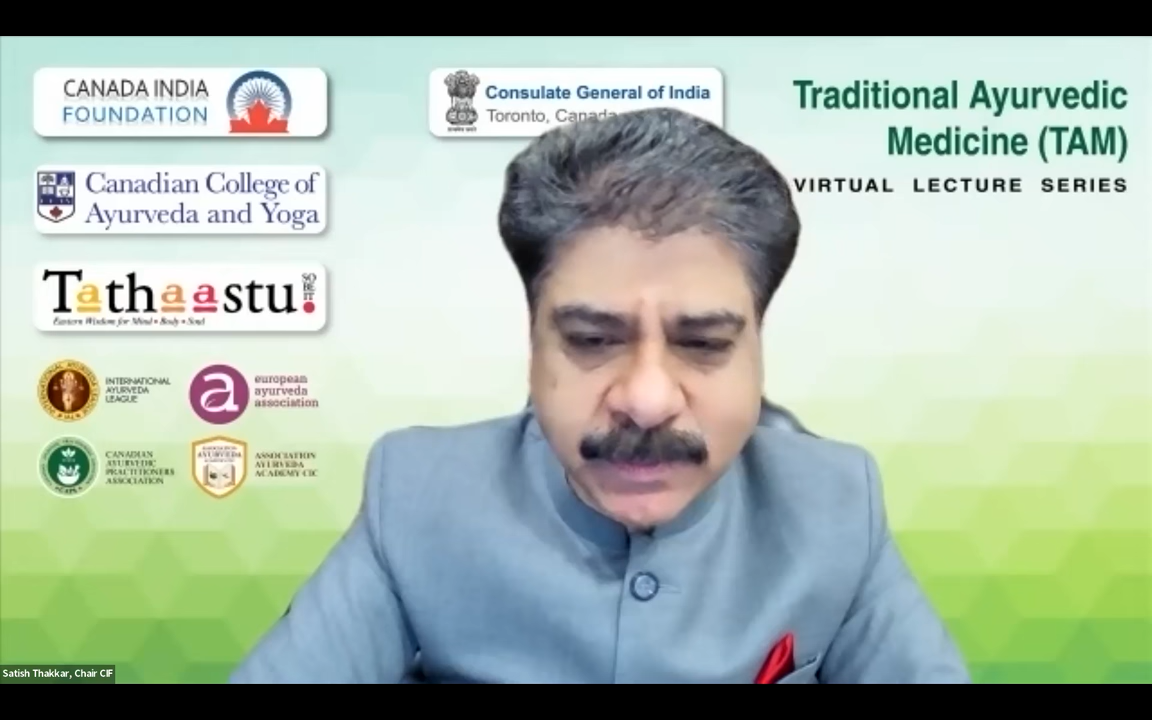 CANADA INDIA
FOUNDATION
Consulate General of India
Toronto, Canada
Traditional Ayurvedic
Medicine (TAM)
VIRTUAL LECTURE SERIES
Canadian College of
Ayurveda and Yoga
Tathaastu
SO
BE
IT
Eastern Wisdom for Mind • Body • Soul
INTERNATIONAL
AYURVEDA
LEAGUE
a
european
ayurveda
association
CANADIAN
AYURVEDIC
PRACTITIONERS
ASSOCIATION
AYURVEDA
ASSOCIATION
AYURVEDA
ACADEMY CIC
Satish Thakkar, Chair CIF